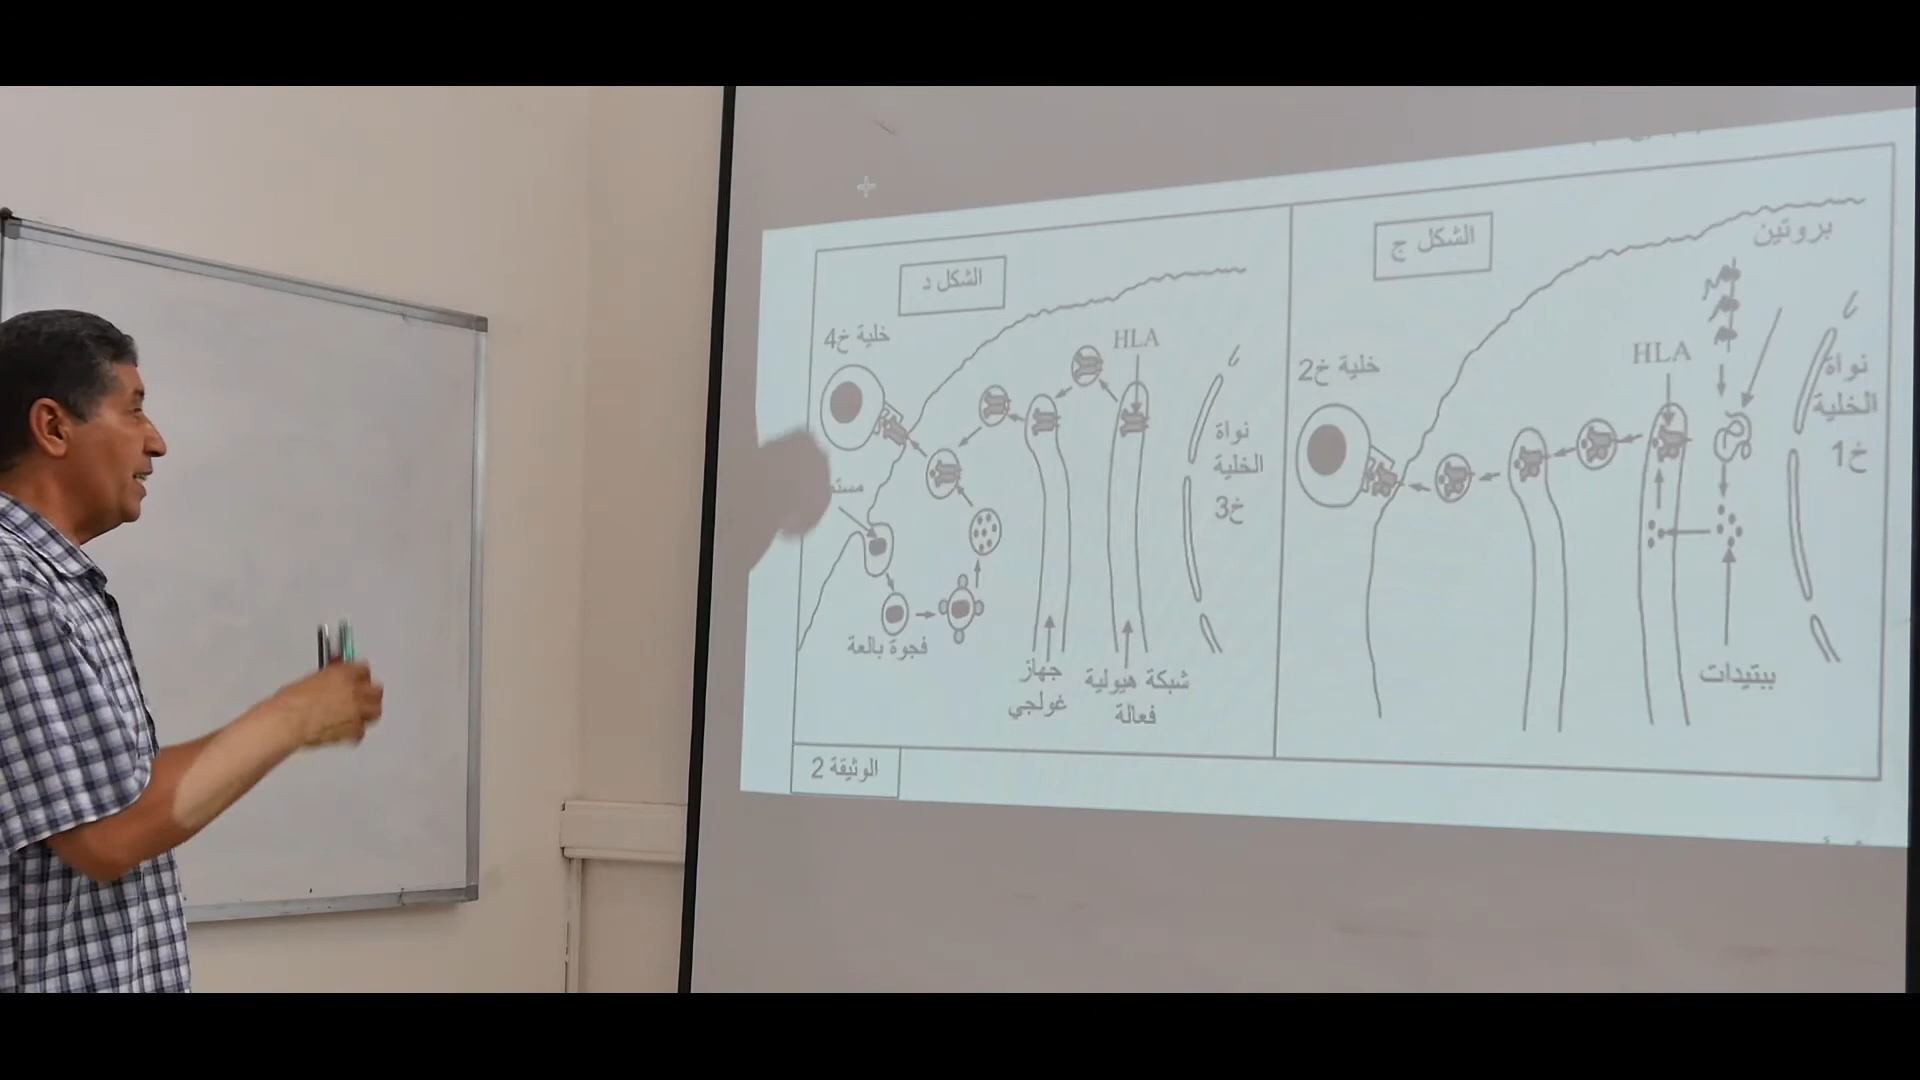 الشكل ج
بروتين
HLA
نواة
الخلية
خ1
خلية خ2
ببتيدات
الشكل د
خلية خ4
HLA
نواة
الخلية
خ3
فجوة بالعة
جهاز
غولجي
شبكة هيولية
فعالة
الوثيقة 2